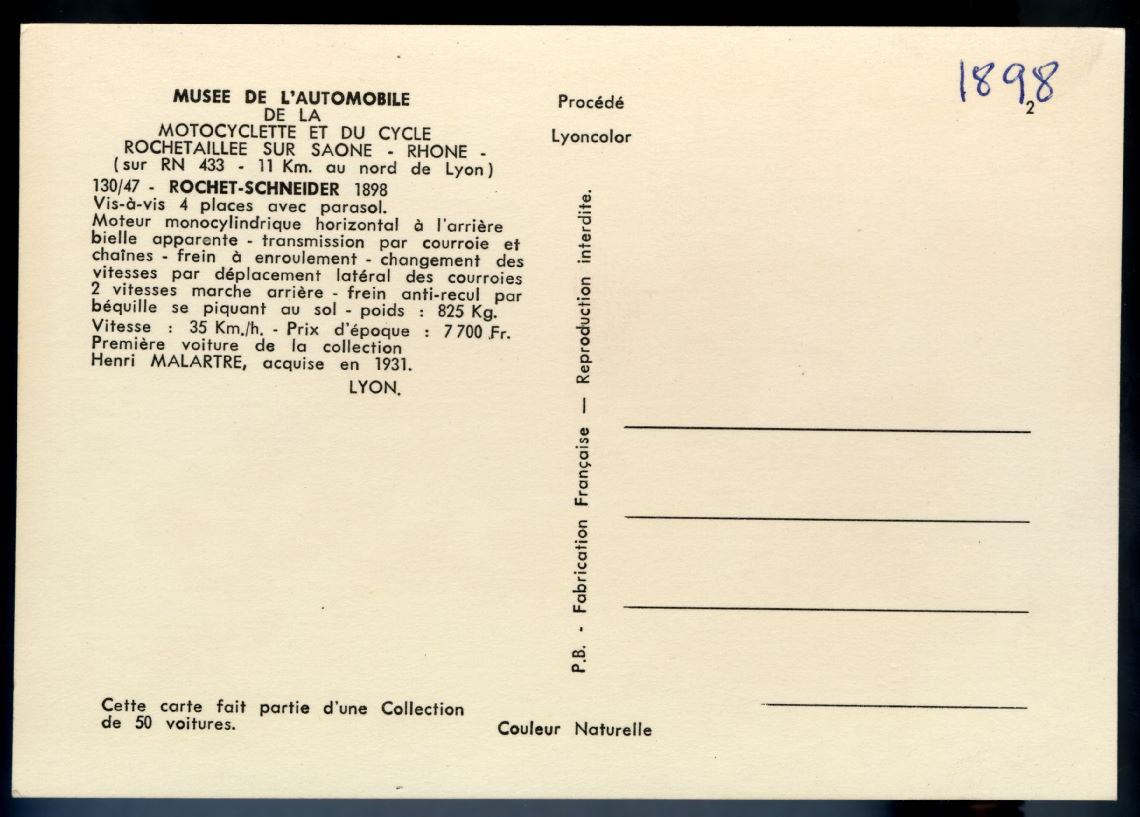 MUSEE DE L'AUTOMOBILE
DE LA
MOTOCYCLETTE ET DU CYCLE
ROCHETAILLEE SUR SAONE - RHONE -
(sur RN 433 - 11 Km. au nord de Lyon)
130/47 - ROCHET-SCHNEIDER 1898
Vis-à-vis 4 places avec parasol.
Moteur monocylindrique horizontal à l'arrière
bielle apparente - transmission par courroie et
chaînes - frein à enroulement - changement des
vitesses par déplacement latéral des courroies
2 vitesses marche arrière - frein anti-recul par
béquille se piquant au sol - poids : 825 Kg.
Vitesse : 35 Km./h. - Prix d'époque : 7 700 Fr.
Première voiture de la collection
Henri MALARTRE, acquise en 1931.
LYON.
Cette carte fait partie d'une Collection
de 50 voitures.
Procédé
Lyoncolor
P.B. - Fabrication Française — Reproduction interdite.
Couleur Naturelle
1898
2